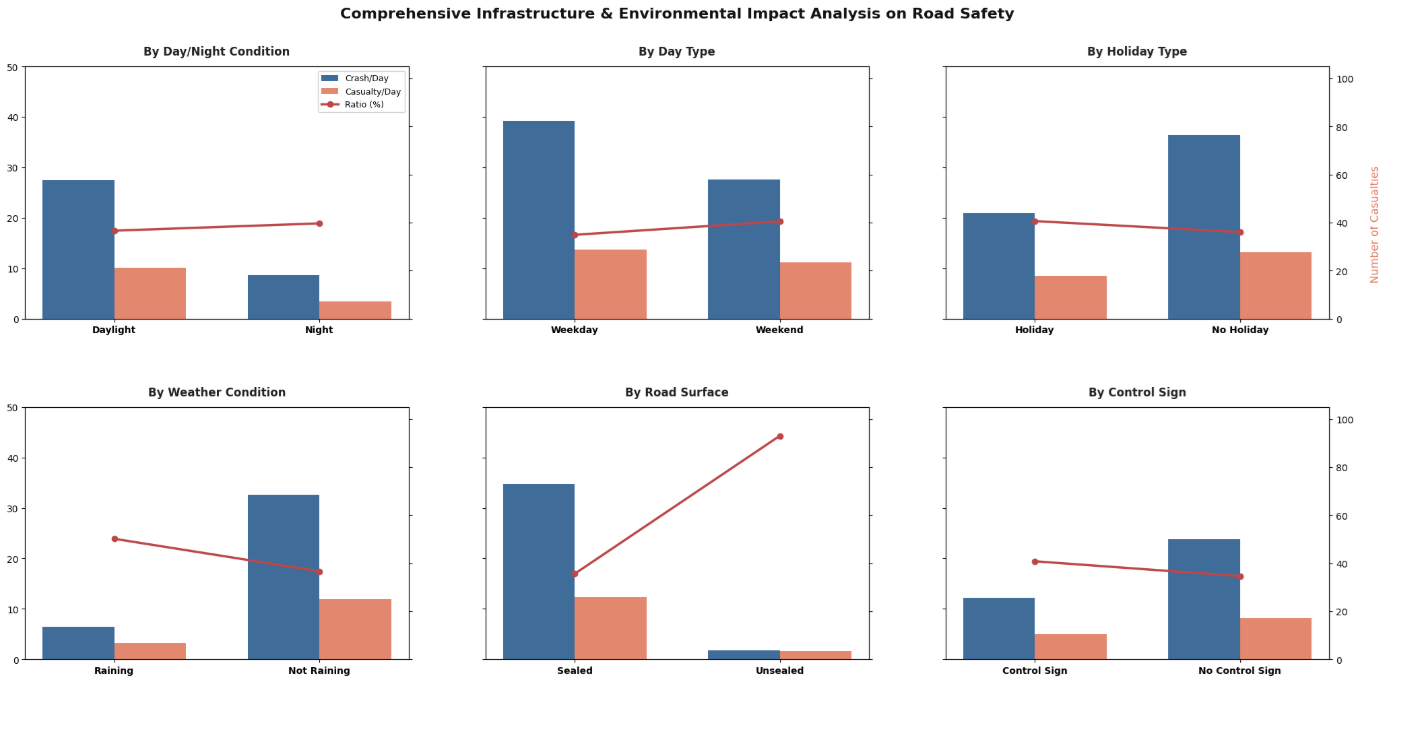 Comprehensive Infrastructure & Environmental Impact Analysis on Road Safety
By Day/Night Condition
50
40
30
20
10
0
Daylight
Night
Crash/Day
Casualty/Day
Ratio (%)
By Day Type
Weekday
Weekend
By Holiday Type
Holiday
No Holiday
100
80
60
40
20
0
Number of Casualties
By Weather Condition
50
40
30
20
10
0
Raining
Not Raining
By Road Surface
Sealed
Unsealed
By Control Sign
Control Sign
No Control Sign
100
80
60
40
20
0